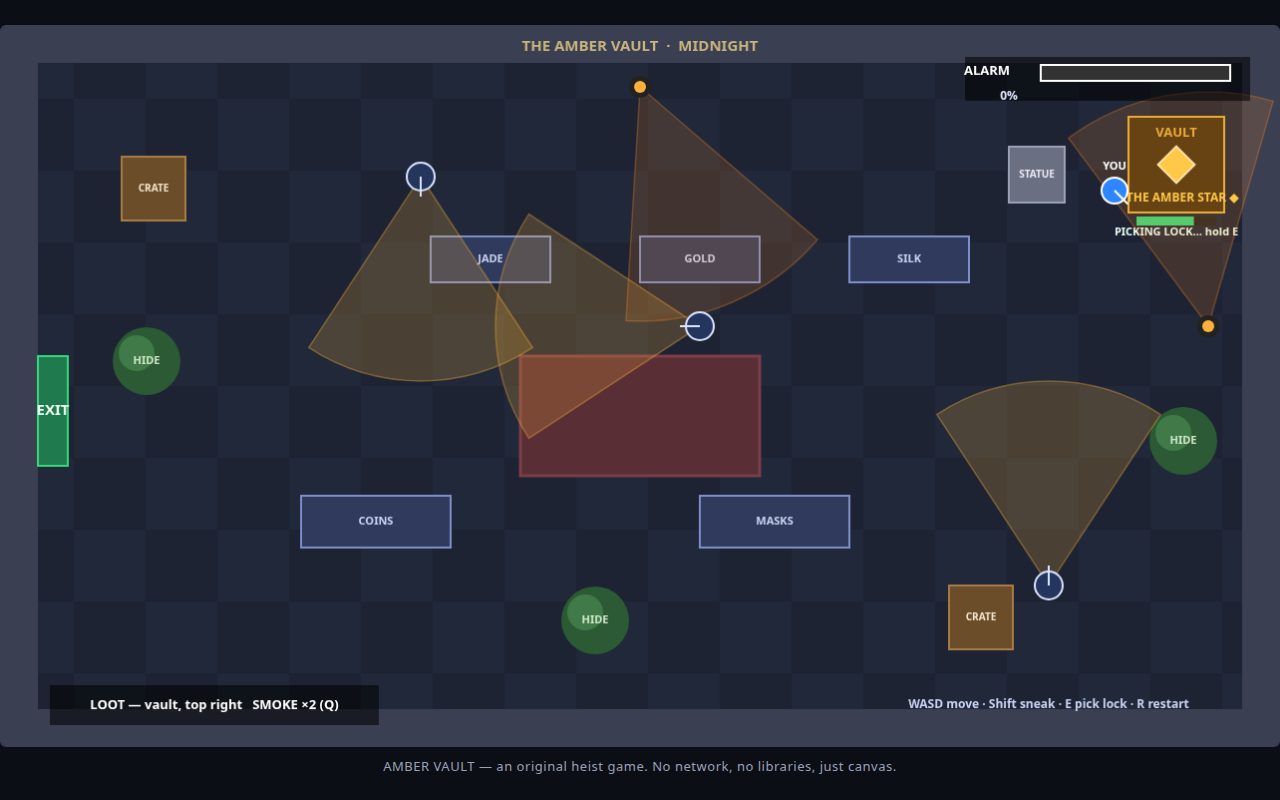 THE AMBER VAULT · MIDNIGHT
ALARM
0%
VAULT
YOU
STATUE
CRATE
THE AMBER STAR ◆
PICKING LOCK... hold E
JADE
GOLD
SILK
HIDE
EXIT
HIDE
COINS
MASKS
HIDE
CRATE
LOOT — vault, top right SMOKE ×2 (Q)
WASD move · Shift sneak · E pick lock · R restart
AMBER VAULT — an original heist game. No network, no libraries, just canvas.